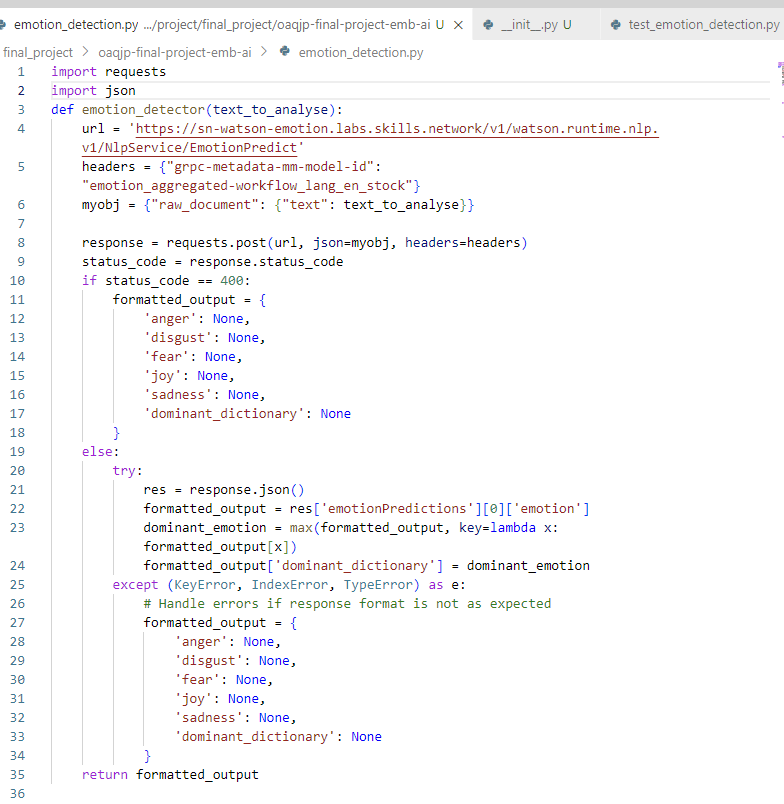 emotion_detection.py .../project/final_project/oaqjp-final-project-emb-ai U × __init__.py U test_emotion_detection.py
final_project > oaqjp-final-project-emb-ai > emotion_detection.py
1 import requests
2 import json
3 def emotion_detector(text_to_analyse):
4     url = 'https://sn-watson-emotion.labs.skills.network/v1/watson.runtime.nlp.
    v1/NlpService/EmotionPredict'
5     headers = {"grpc-metadata-mm-model-id":
    "emotion_aggregated-workflow_lang_en_stock"}
6     myobj = {"raw_document": {"text": text_to_analyse}}
7
8     response = requests.post(url, json=myobj, headers=headers)
9     status_code = response.status_code
10     if status_code == 400:
11         formatted_output = {
12             'anger': None,
13             'disgust': None,
14             'fear': None,
15             'joy': None,
16             'sadness': None,
17             'dominant_dictionary': None
18         }
19     else:
20         try:
21             res = response.json()
22             formatted_output = res['emotionPredictions'][0]['emotion']
23             dominant_emotion = max(formatted_output, key=lambda x:
            formatted_output[x])
24             formatted_output['dominant_dictionary'] = dominant_emotion
25         except (KeyError, IndexError, TypeError) as e:
26             # Handle errors if response format is not as expected
27             formatted_output = {
28                 'anger': None,
29                 'disgust': None,
30                 'fear': None,
31                 'joy': None,
32                 'sadness': None,
33                 'dominant_dictionary': None
34             }
35     return formatted_output
36